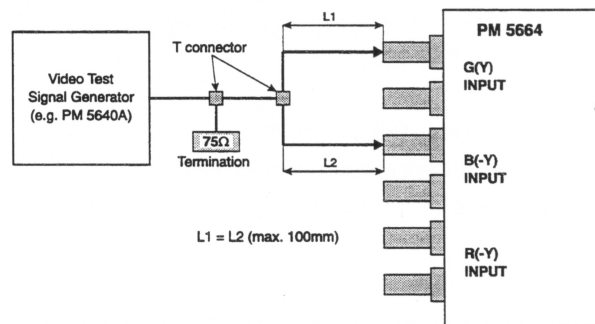 L1
PM 5664
T connector
G(Y)
INPUT
Video Test
Signal Generator
(e.g. PM 5640A)
75Ω
Termination
B(-Y)
INPUT
L2
L1 = L2 (max. 100mm)
R(-Y)
INPUT